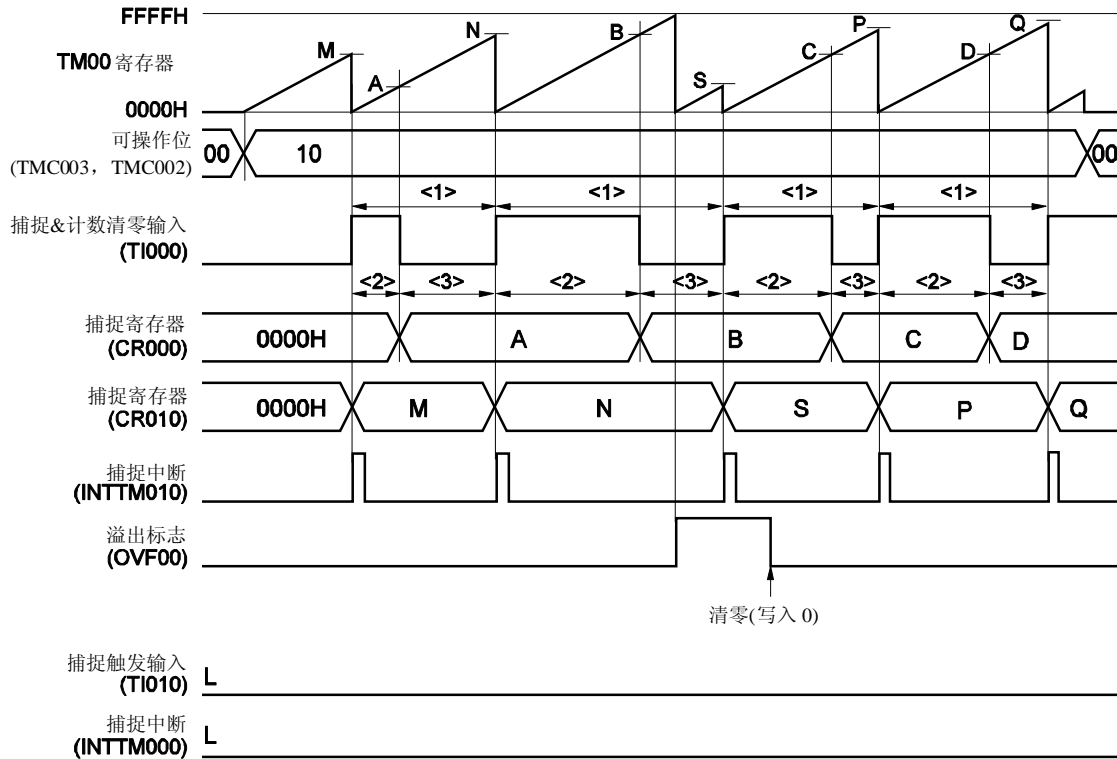 FFFFH
TM00 寄存器
0000H
M A N B S C P D Q
可操作位
(TMC003，TMC002)
00 10 00
<1> <1> <1> <1>
捕捉&计数清零输入
(TI000)
<2> <3> <2> <3> <2> <3> <2> <3>
捕捉寄存器
(CR000)
0000H A B C D
捕捉寄存器
(CR010)
0000H M N S P Q
捕捉中断
(INTTM010)
溢出标志
(OVF00)
清零(写入 0)
捕捉触发输入
(TI010)
L
捕捉中断
(INTTM000)
L